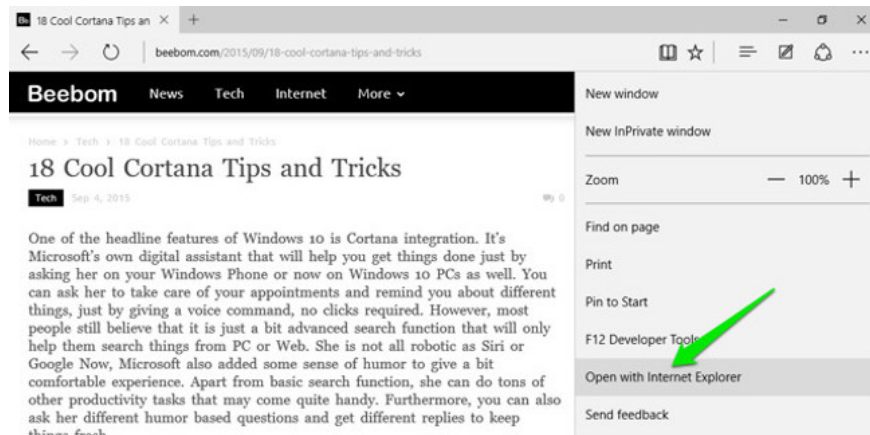 18 Cool Cortana Tips an
beebom.com/2015/09/18-cool-cortana-tips-and-tricks
Beebom News Tech Internet More
Home > Tech > 18 Cool Cortana Tips and Tricks
18 Cool Cortana Tips and Tricks
Tech Sep 4, 2015 0
One of the headline features of Windows 10 is Cortana integration. It's
Microsoft's own digital assistant that will help you get things done just by
asking her on your Windows Phone or now on Windows 10 PCs as well. You
can ask her to take care of your appointments and remind you about different
things, just by giving a voice command, no clicks required. However, most
people still believe that it is just a bit advanced search function that will only
help them search things from PC or Web. She is not all robotic as Siri or
Google Now, Microsoft also added some sense of humor to give a bit
comfortable experience. Apart from basic search function, she can do tons of
other productivity tasks that may come quite handy. Furthermore, you can also
ask her different humor based questions and get different replies to keep
things fresh
New window
New InPrivate window
Zoom 100%
Find on page
Print
Pin to Start
F12 Developer Tools
Open with Internet Explorer
Send feedback